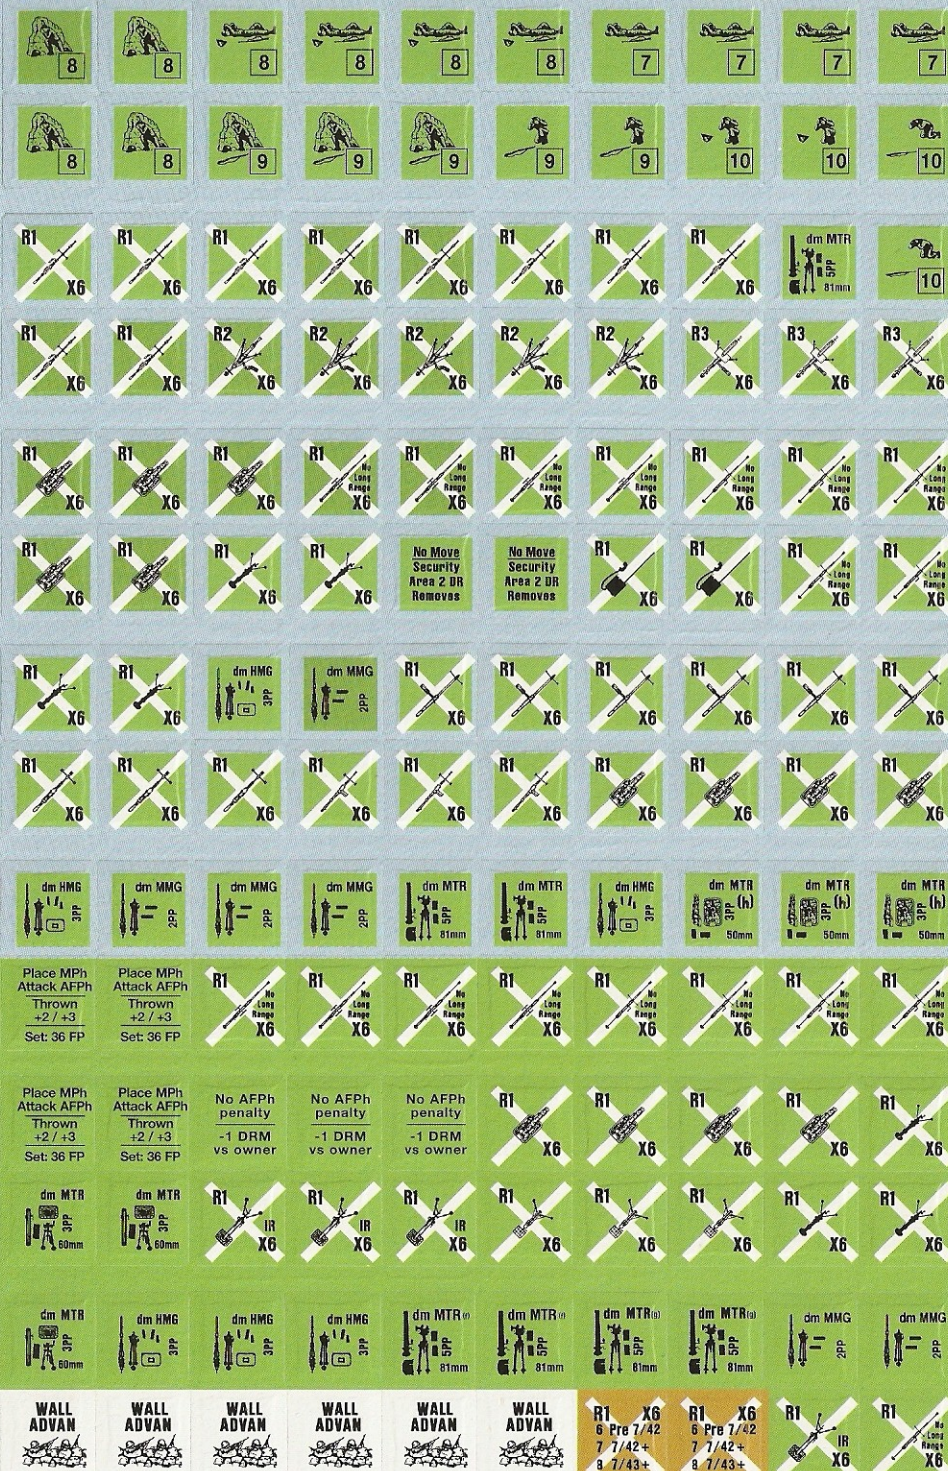 8 8 8 8 8 8 7 7 7 7
8 8 9 9 9 9 9 10 10 10
R1 R1 R1 R1 R1 R1 R1 R1 dm MTR
5PP
X6 X6 X6 X6 X6 X6 X6 X6 81mm 10
R1 R1 R2 R2 R2 R2 R2 R3 R3 R3
X6 X6 X6 X6 X6 X6 X6 X6 X6 X6
R1 R1 R1 R1 R1 R1 R1 R1 R1 R1
No No No No No No No
Long Long Long Long Long Long Long
Range Range Range Range Range Range Range
X6 X6 X6 X6 X6 X6 X6 X6 X6 X6
R1 R1 R1 R1 No Move No Move R1 R1 R1 R1
Security Security No No
Area 2 DR Area 2 DR Long Long
Removes Removes Range Range
X6 X6 X6 X6 X6 X6 X6 X6
R1 R1 dm HMG dm MMG R1 R1 R1 R1 R1 R1
3PP 2PP
X6 X6 X6 X6 X6 X6 X6 X6
R1 R1 R1 R1 R1 R1 R1 R1 R1 R1
X6 X6 X6 X6 X6 X6 X6 X6 X6 X6
dm HMG dm MMG dm MMG dm MMG dm MTR dm MTR dm HMG dm MTR dm MTR dm MTR
3PP 2PP 2PP 2PP 5PP 5PP 3PP 3PP (h) 3PP (h) 3PP (h)
81mm 81mm 50mm 50mm 50mm
Place MPh Place MPh R1 R1 R1 R1 R1 R1 R1 R1
Attack AFPh Attack AFPh No No No No No No No No
Thrown Thrown Long Long Long Long Long Long Long Long
+2 / +3 +2 / +3 Range Range Range Range Range Range Range Range
Set: 36 FP Set: 36 FP X6 X6 X6 X6 X6 X6 X6 X6
Place MPh Place MPh No AFPh No AFPh No AFPh R1 R1 R1 R1 R1
Attack AFPh Attack AFPh penalty penalty penalty
Thrown Thrown -1 DRM -1 DRM -1 DRM
+2 / +3 +2 / +3 vs owner vs owner vs owner
Set: 36 FP Set: 36 FP X6 X6 X6 X6 X6
dm MTR dm MTR R1 R1 R1 R1 R1 R1 R1 R1
3PP 3PP IR IR IR
60mm 60mm X6 X6 X6 X6 X6 X6 X6 X6
dm MTR dm HMG dm HMG dm HMG dm MTR (r) dm MTR (r) dm MTR (g) dm MTR (g) dm MMG dm MMG
3PP 3PP 3PP 3PP 5PP 5PP 5PP 5PP 2PP 2PP
60mm 81mm 81mm 81mm 81mm
WALL WALL WALL WALL WALL WALL R1 X6 R1 X6 R1 R1
ADVAN ADVAN ADVAN ADVAN ADVAN ADVAN 6 Pre 7/42 6 Pre 7/42 No
7 7/42+ 7 7/42+ IR Long Range
8 7/43+ 8 7/43+ X6 X6